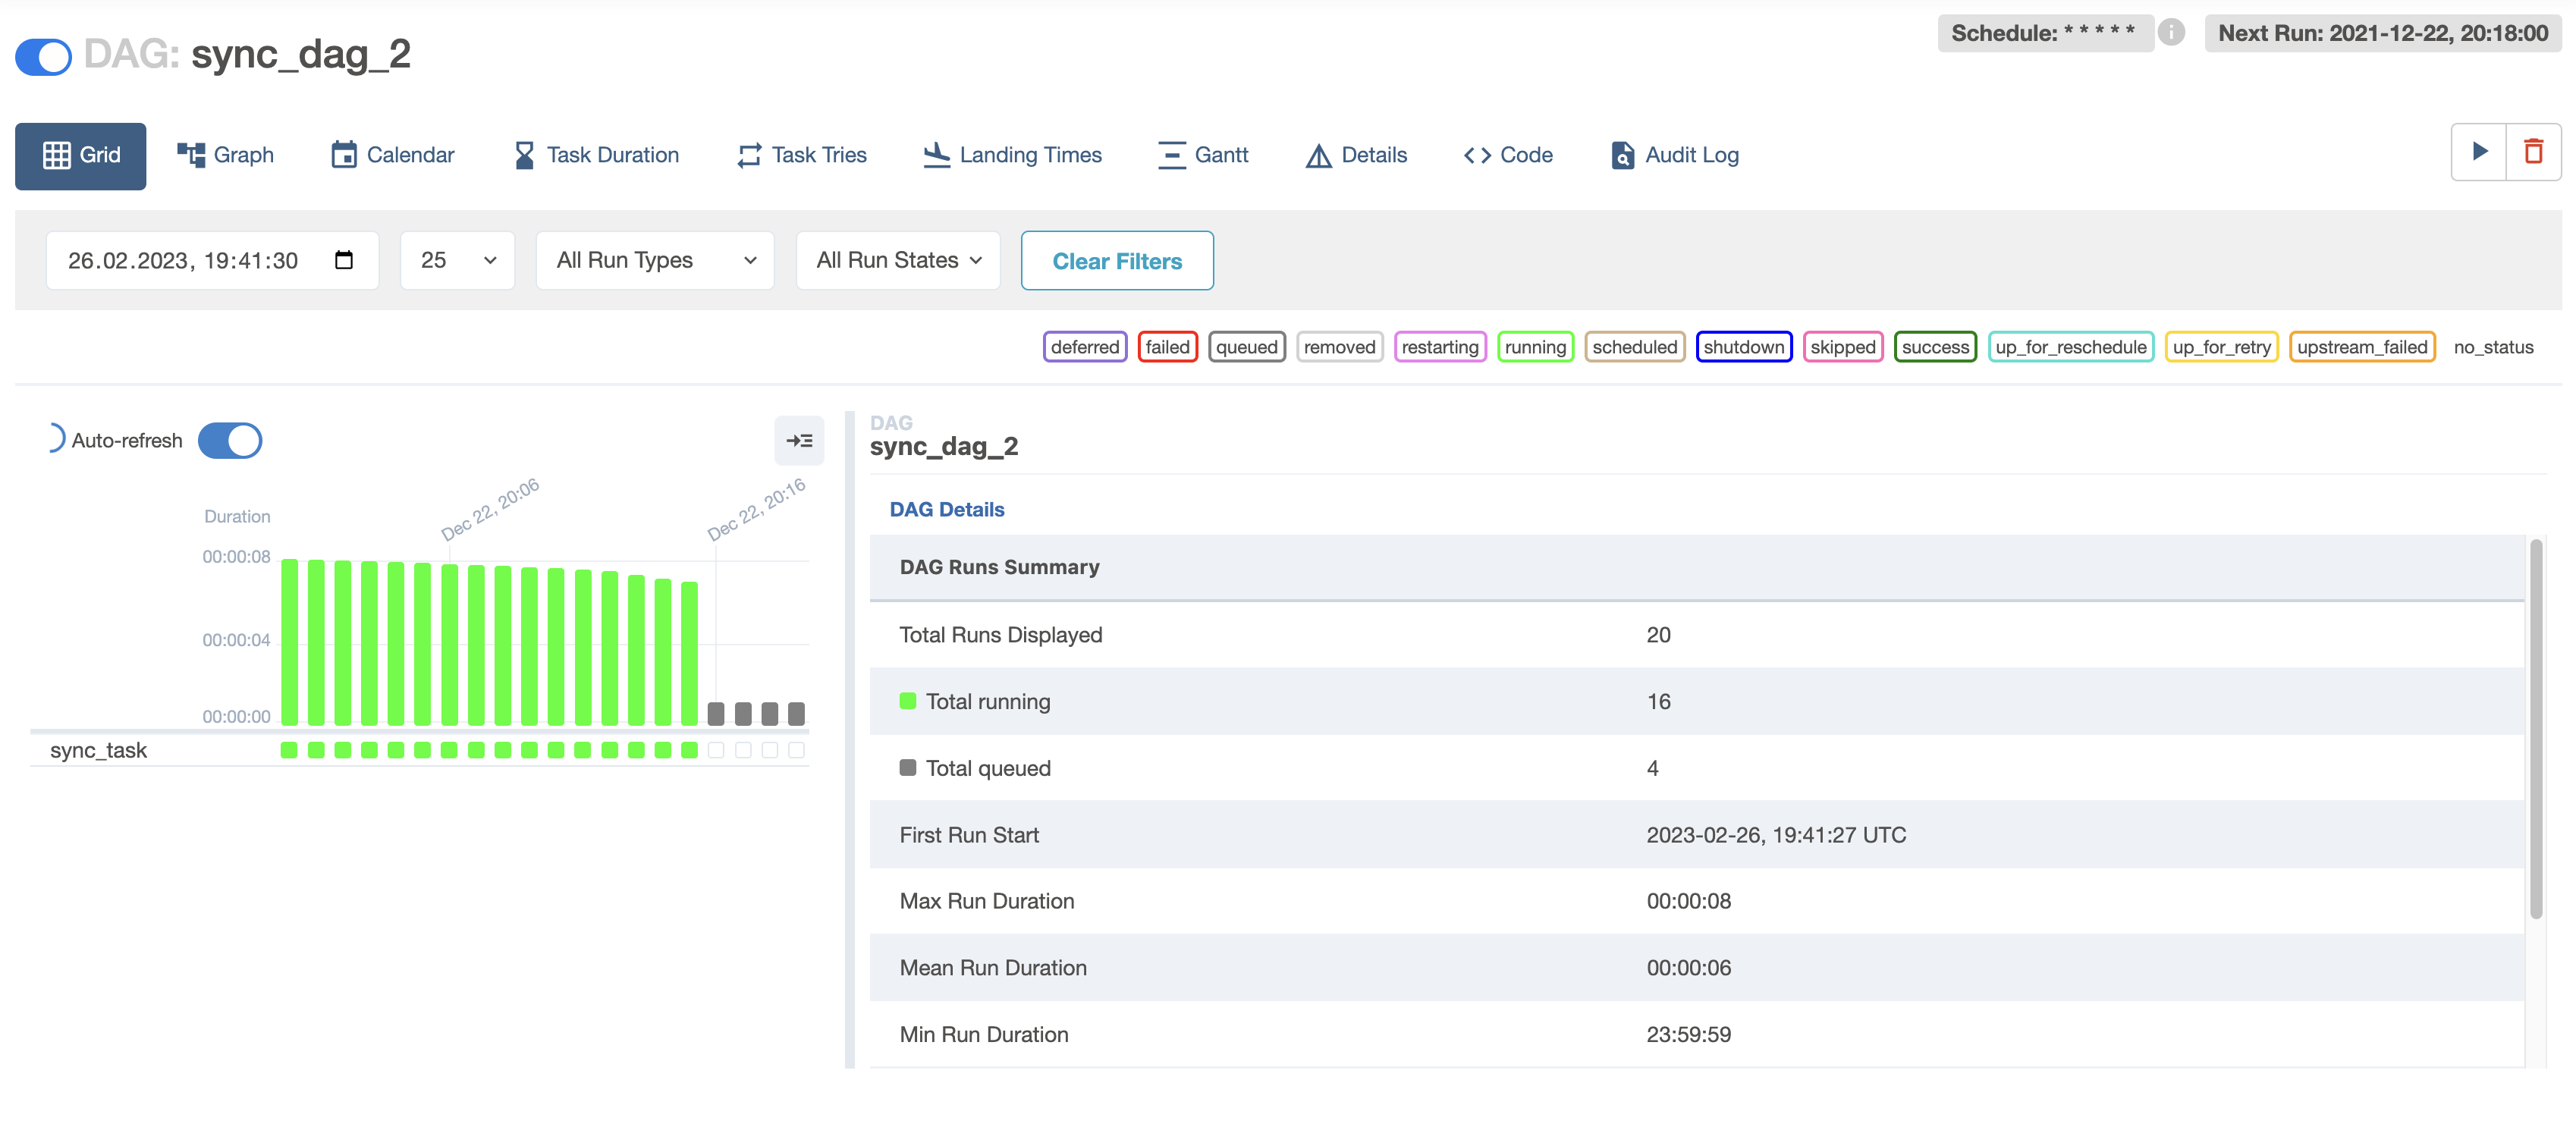 DAG: sync_dag_2
Schedule: * * * * *
i
Next Run: 2021-12-22, 20:18:00
Grid
Graph
Calendar
Task Duration
Task Tries
Landing Times
Gantt
Details
Code
Audit Log
26.02.2023, 19:41:30
25
All Run Types
All Run States
Clear Filters
deferred
failed
queued
removed
restarting
running
scheduled
shutdown
skipped
success
up_for_reschedule
up_for_retry
upstream_failed
no_status
Auto-refresh
Duration
Dec 22, 20:06
Dec 22, 20:16
00:00:08
00:00:04
00:00:00
sync_task
DAG
sync_dag_2
DAG Details
DAG Runs Summary
Total Runs Displayed 20
Total running 16
Total queued 4
First Run Start 2023-02-26, 19:41:27 UTC
Max Run Duration 00:00:08
Mean Run Duration 00:00:06
Min Run Duration 23:59:59